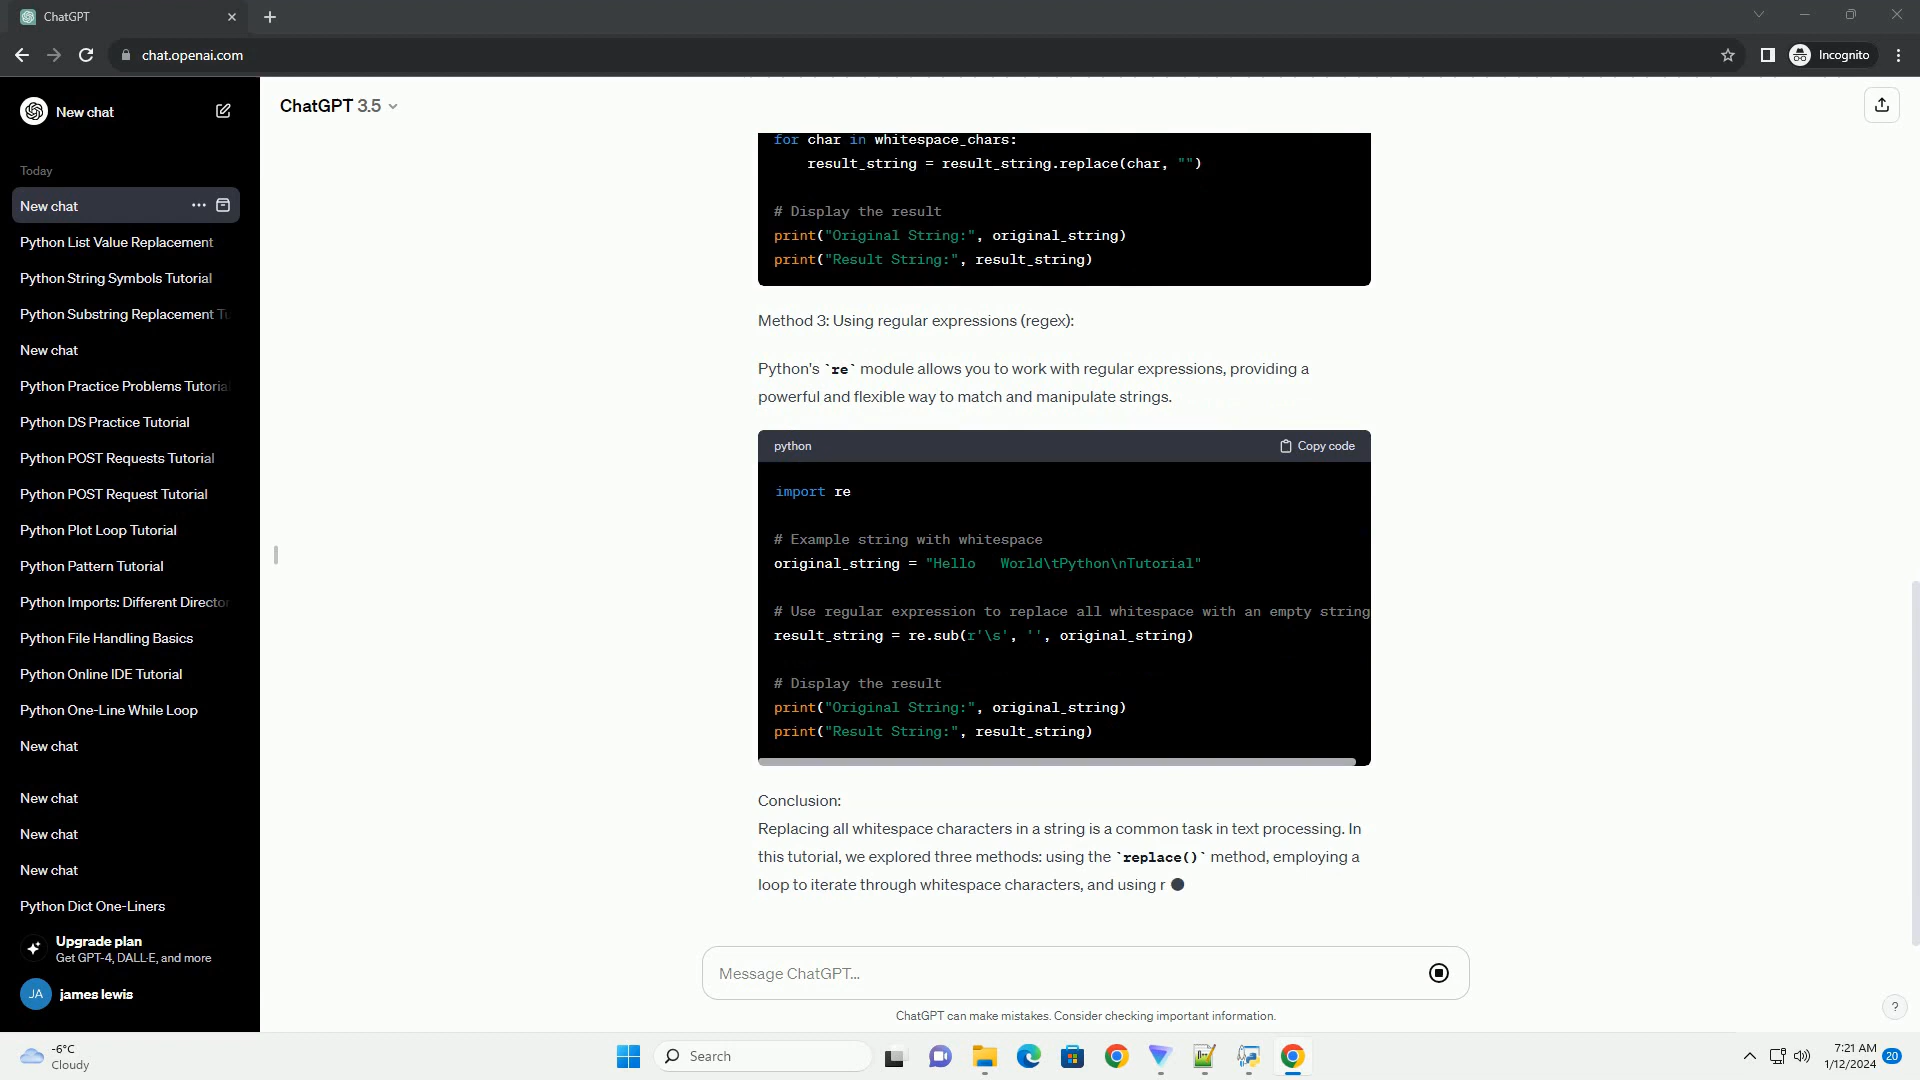 ChatGPT
chat.openai.com
Incognito
New chat
ChatGPT 3.5
Today
New chat
Python List Value Replacement
Python String Symbols Tutorial
Python Substring Replacement Tu
New chat
Python Practice Problems Tutorial
Python DS Practice Tutorial
Python POST Requests Tutorial
Python POST Request Tutorial
Python Plot Loop Tutorial
Python Pattern Tutorial
Python Imports: Different Director
Python File Handling Basics
Python Online IDE Tutorial
Python One-Line While Loop
New chat
New chat
New chat
New chat
Python Dict One-Liners
Upgrade plan
Get GPT-4, DALL·E, and more
JA james lewis
for char in whitespace_chars:
    result_string = result_string.replace(char, "")
# Display the result
print("Original String:", original_string)
print("Result String:", result_string)
Method 3: Using regular expressions (regex):
Python's `re` module allows you to work with regular expressions, providing a
powerful and flexible way to match and manipulate strings.
python Copy code
import re
# Example string with whitespace
original_string = "Hello   World\tPython\nTutorial"
# Use regular expression to replace all whitespace with an empty string
result_string = re.sub(r'\s', '', original_string)
# Display the result
print("Original String:", original_string)
print("Result String:", result_string)
Conclusion:
Replacing all whitespace characters in a string is a common task in text processing. In
this tutorial, we explored three methods: using the `replace()` method, employing a
loop to iterate through whitespace characters, and using r
Message ChatGPT...
ChatGPT can make mistakes. Consider checking important information.
?
-6°C
Cloudy
Search
7:21 AM
1/12/2024
20